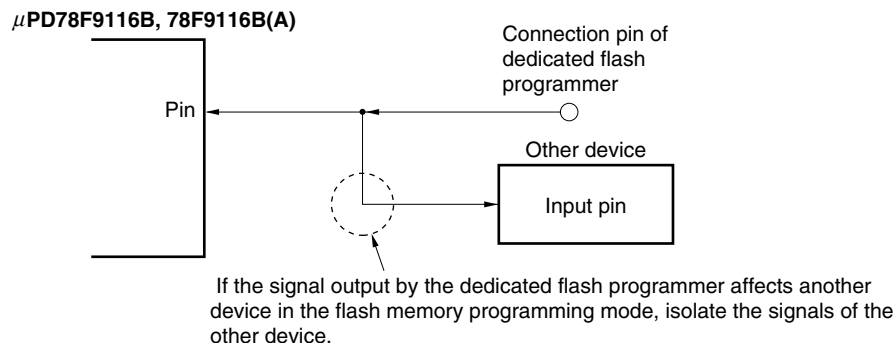 μPD78F9116B, 78F9116B(A)
Connection pin of
dedicated flash
programmer
Pin
Other device
Input pin
If the signal output by the dedicated flash programmer affects another
device in the flash memory programming mode, isolate the signals of the
other device.